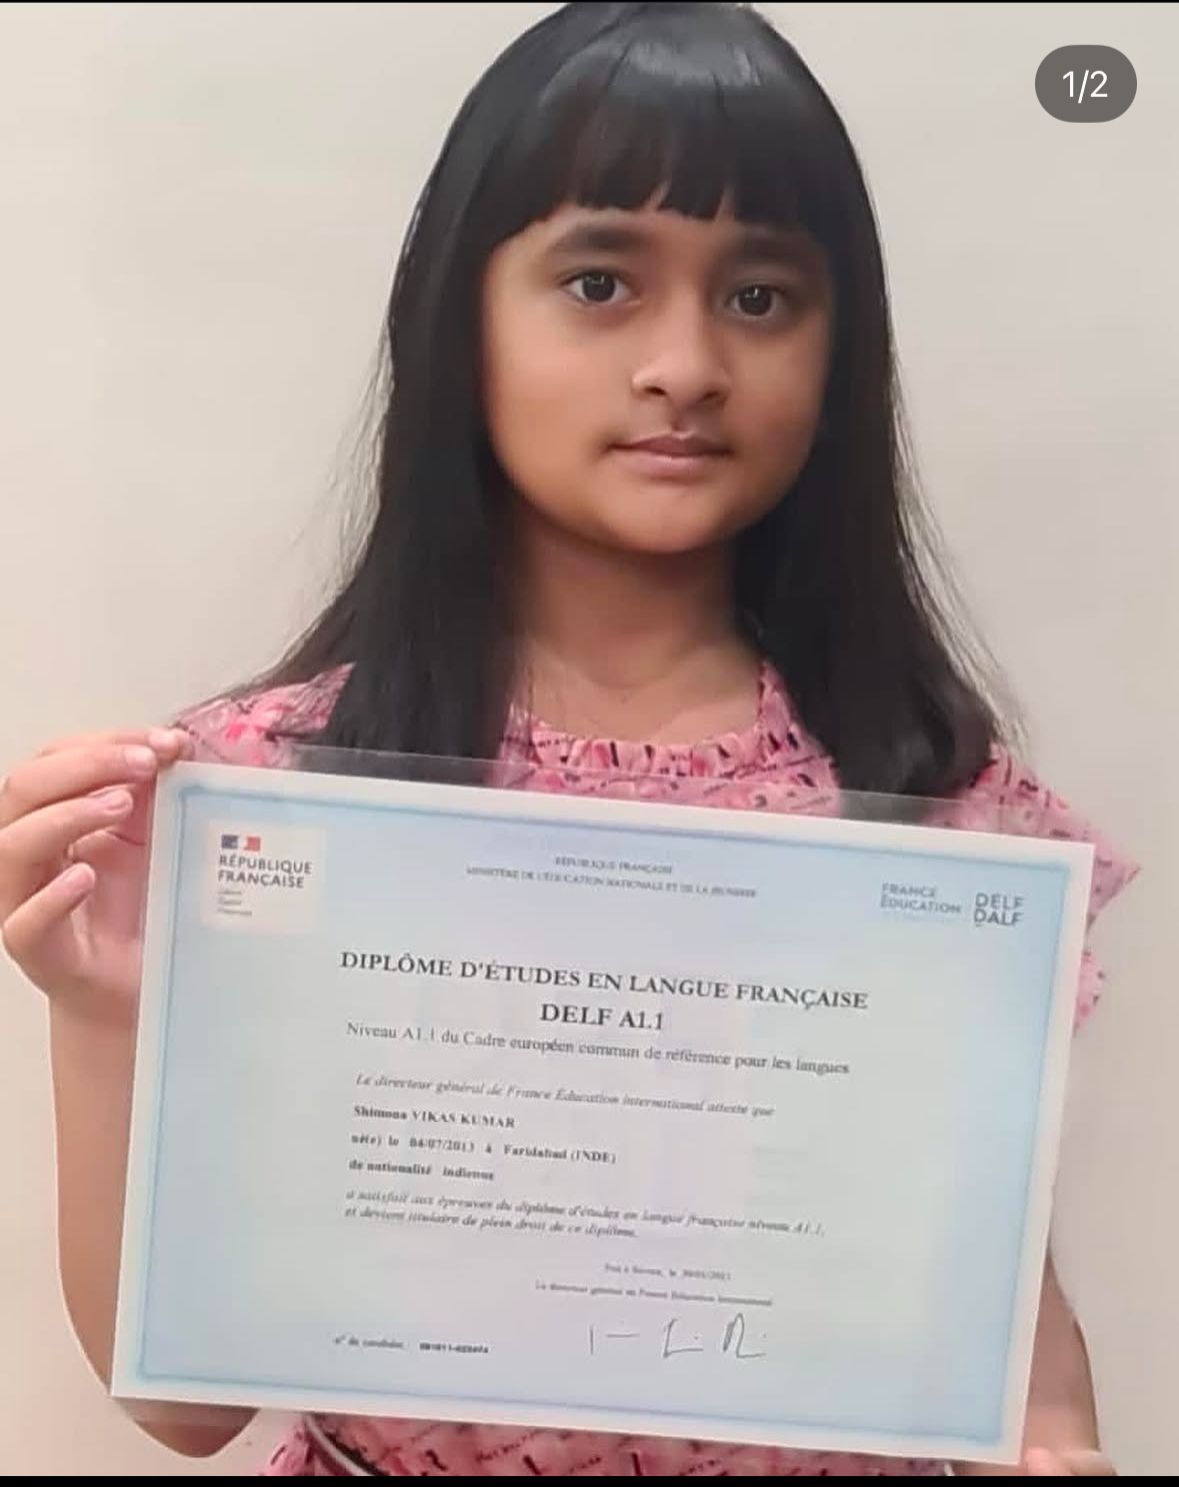 1/2
RÉPUBLIQUE
FRANÇAISE
RÉPUBLIQUE FRANÇAISE
MINISTÈRE DE L'ÉDUCATION NATIONALE ET DE LA JEUNESSE
FRANCE
ÉDUCATION
DELF
DALF
DIPLÔME D'ÉTUDES EN LANGUE FRANÇAISE
DELF A1.1
Niveau A1.1 du Cadre européen commun de référence pour les langues
Le directeur général de France Éducation international atteste que
Shimona VIKAS KUMAR
né(e) le 04/07/2013 à Faridabad (INDE)
de nationalité indienne
a satisfait aux épreuves du diplôme d'études en langue française niveau A1.1,
et devient titulaire de plein droit de ce diplôme.
Fait à Sèvres, le
Le directeur général de France Éducation international
n° de candidat